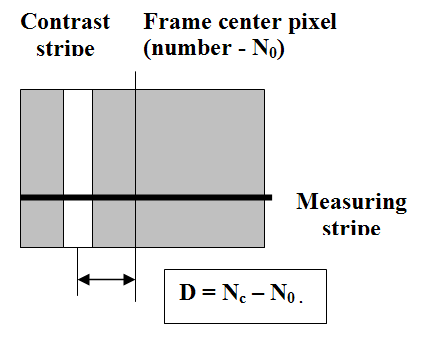 Contrast
stripe
Frame center pixel
(number - N₀)
Measuring
stripe
D = Nc – N₀ .